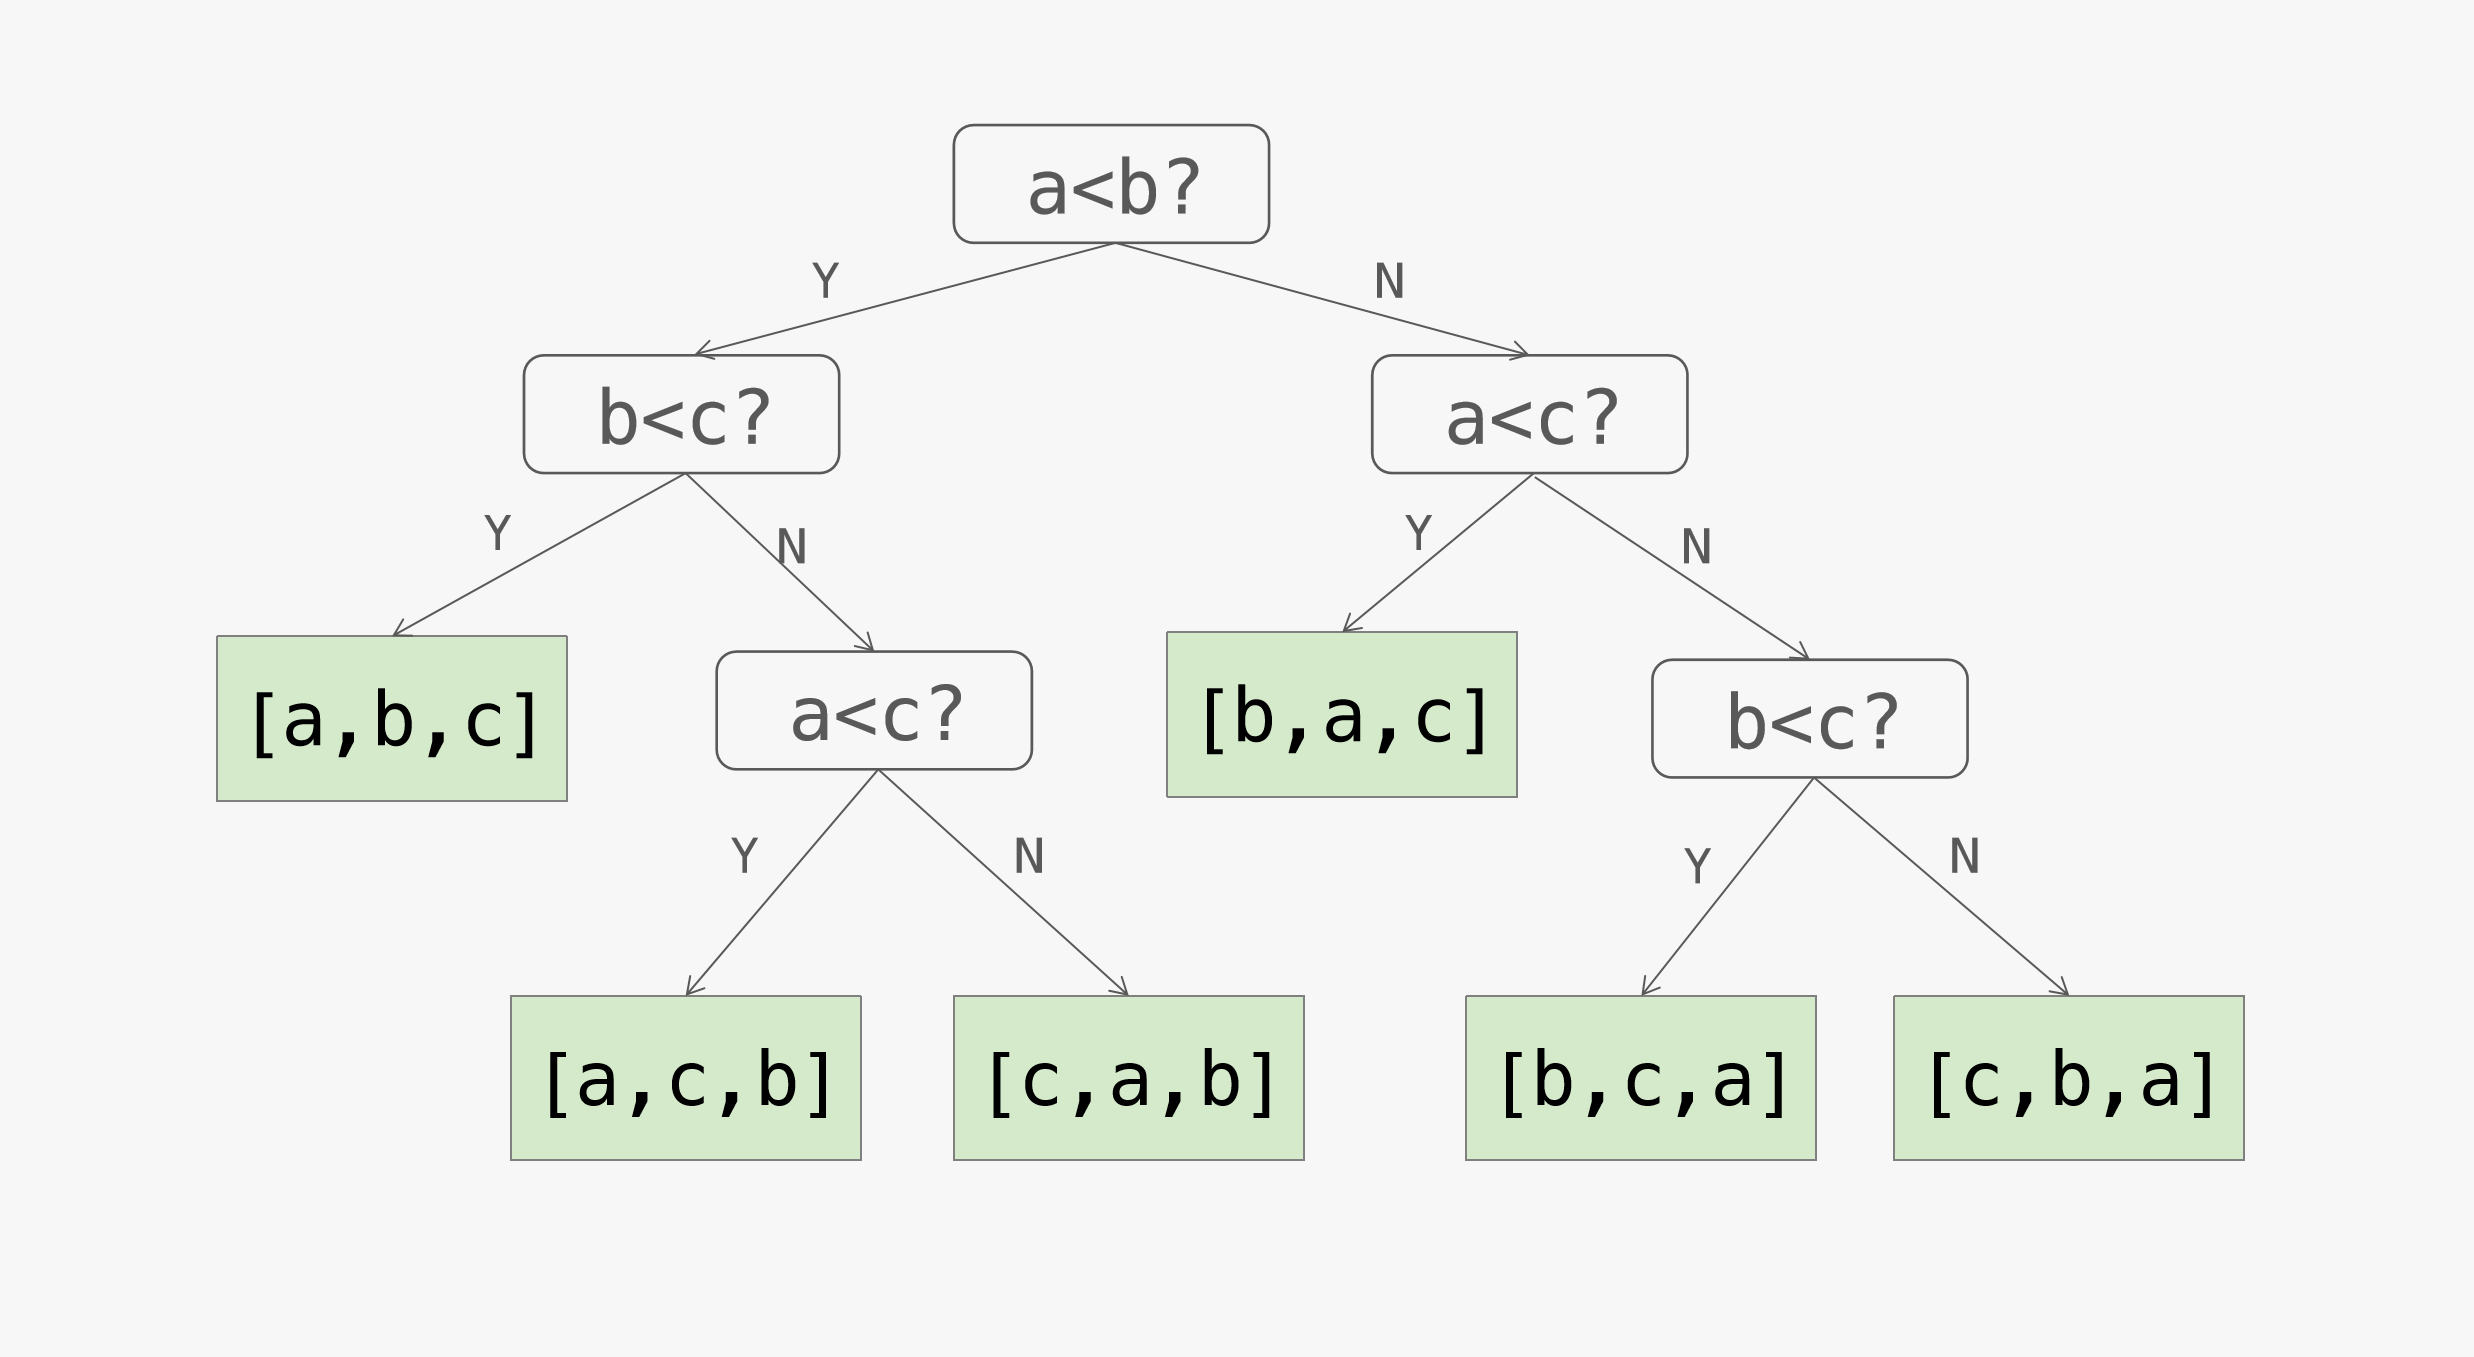 a<b?
Y
N
b<c?
a<c?
Y
N
Y
N
[a,b,c]
a<c?
[b,a,c]
b<c?
Y
N
Y
N
[a,c,b]
[c,a,b]
[b,c,a]
[c,b,a]